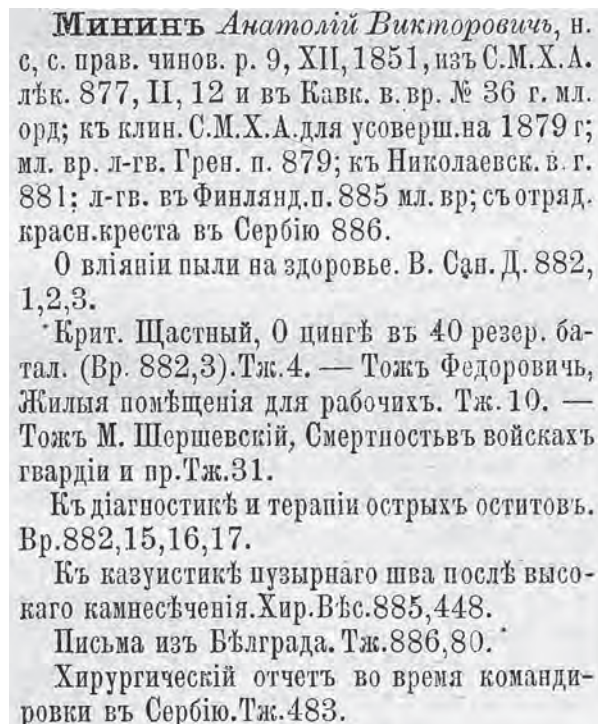 Мининъ Анатолій Викторовичъ, н.
с, с. прав. чинов. р. 9, XII, 1851, изъ С.М.Х.А.
лѣк. 877, II, 12 и въ Кавк. в. вр. № 36 г. мл.
орд; къ клин. С.М.Х.А. для усоверш. на 1879 г;
мл. вр. л-гв. Грен. п. 879; къ Николаевск. в. г.
881; л-гв. въ Финлянд. п. 885 мл. вр; съ отряд.
красн. креста въ Сербію 886.
О вліяніи пыли на здоровье. В. Сан. Д. 882,
1,2,3.
Крит. Щастный, О цингѣ въ 40 резер. ба-
тал. (Вр. 882,3). Тж. 4. — Тожъ Федоровичь,
Жилыя помѣщенія для рабочихъ. Тж. 10. —
Тожъ М. Шершевскій, Смертность въ войскахъ
гвардіи и пр. Тж. 31.
Къ діагностикѣ и терапіи острыхъ оститовъ.
Вр. 882,15,16,17.
Къ казуистикѣ пузырнаго шва послѣ высо-
каго камнесѣченія. Хир. Вѣс. 885,448.
Письма изъ Бѣлграда. Тж. 886,80.
Хирургическій отчетъ во время команди-
ровки въ Сербію. Тж. 483.